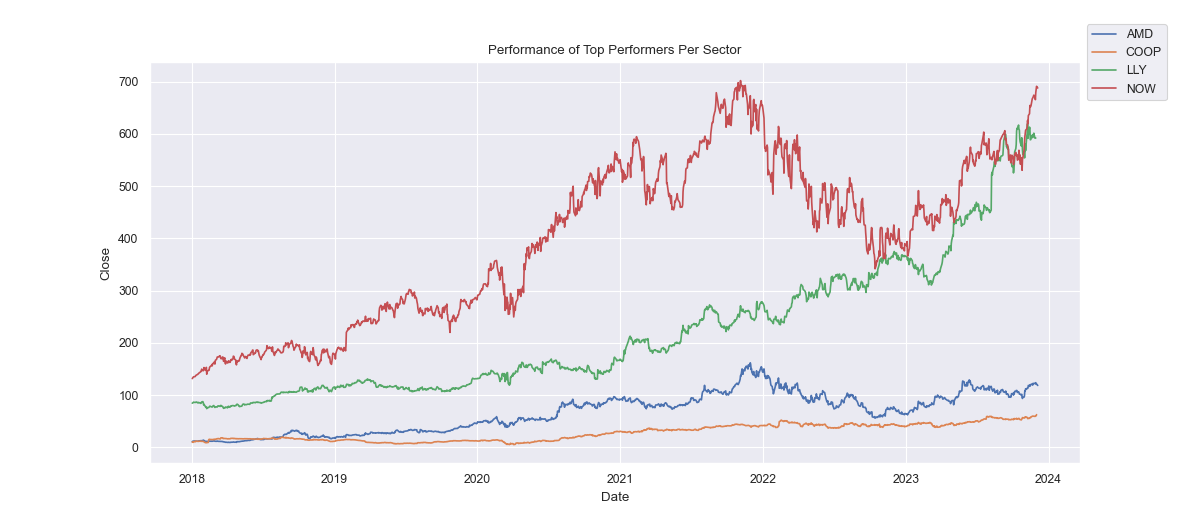 Performance of Top Performers Per Sector
AMD
COOP
LLY
NOW
Close
700
600
500
400
300
200
100
0
2018 2019 2020 2021 2022 2023 2024
Date